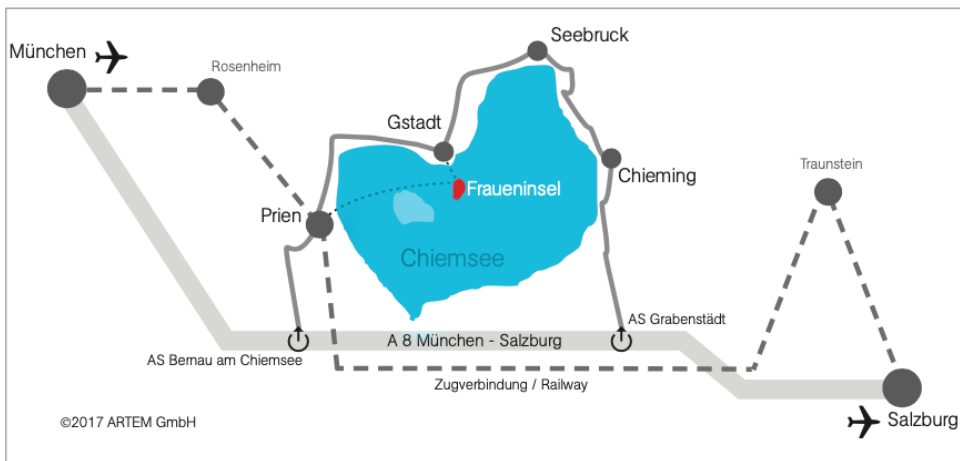 Seebruck
München
Rosenheim
Gstadt
Traunstein
Chieming
Fraueninsel
Prien
Chiemsee
AS Grabenstädt
A 8 München - Salzburg
AS Bernau am Chiemsee
Zugverbindung / Railway
©2017 ARTEM GmbH
Salzburg